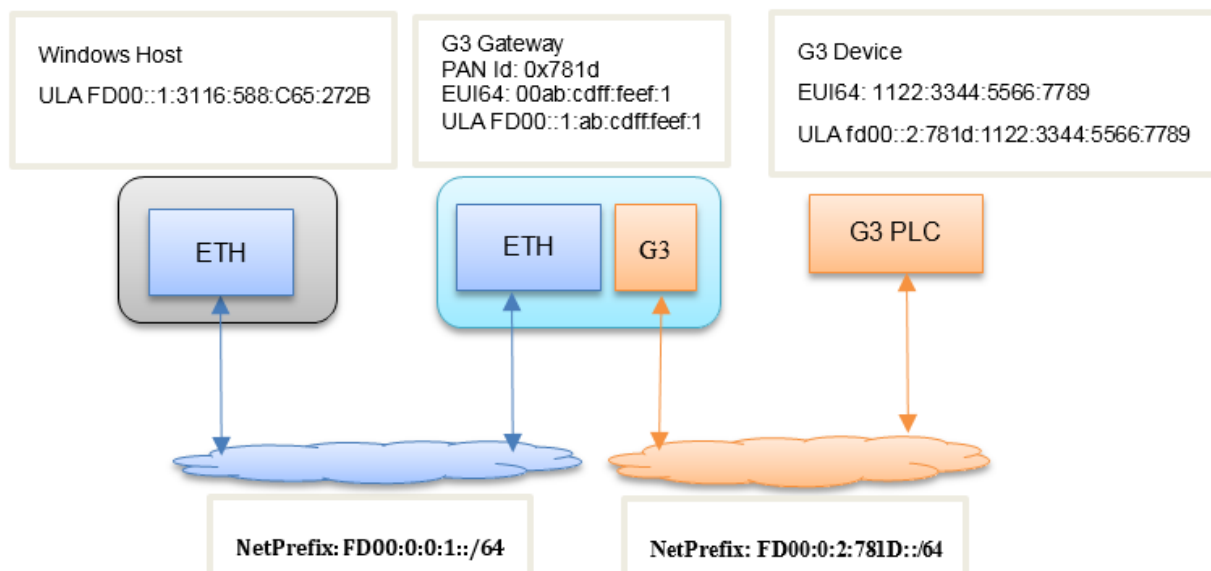 Windows Host
ULA FD00::1:3116:588:C65:272B
G3 Gateway
PAN Id: 0x781d
EUI64: 00ab:cdff:feef:1
ULA FD00::1:ab:cdff:feef:1
G3 Device
EUI64: 1122:3344:5566:7789
ULA fd00::2:781d:1122:3344:5566:7789
ETH
ETH
G3
G3 PLC
NetPrefix: FD00:0:0:1::/64
NetPrefix: FD00:0:2:781D::/64